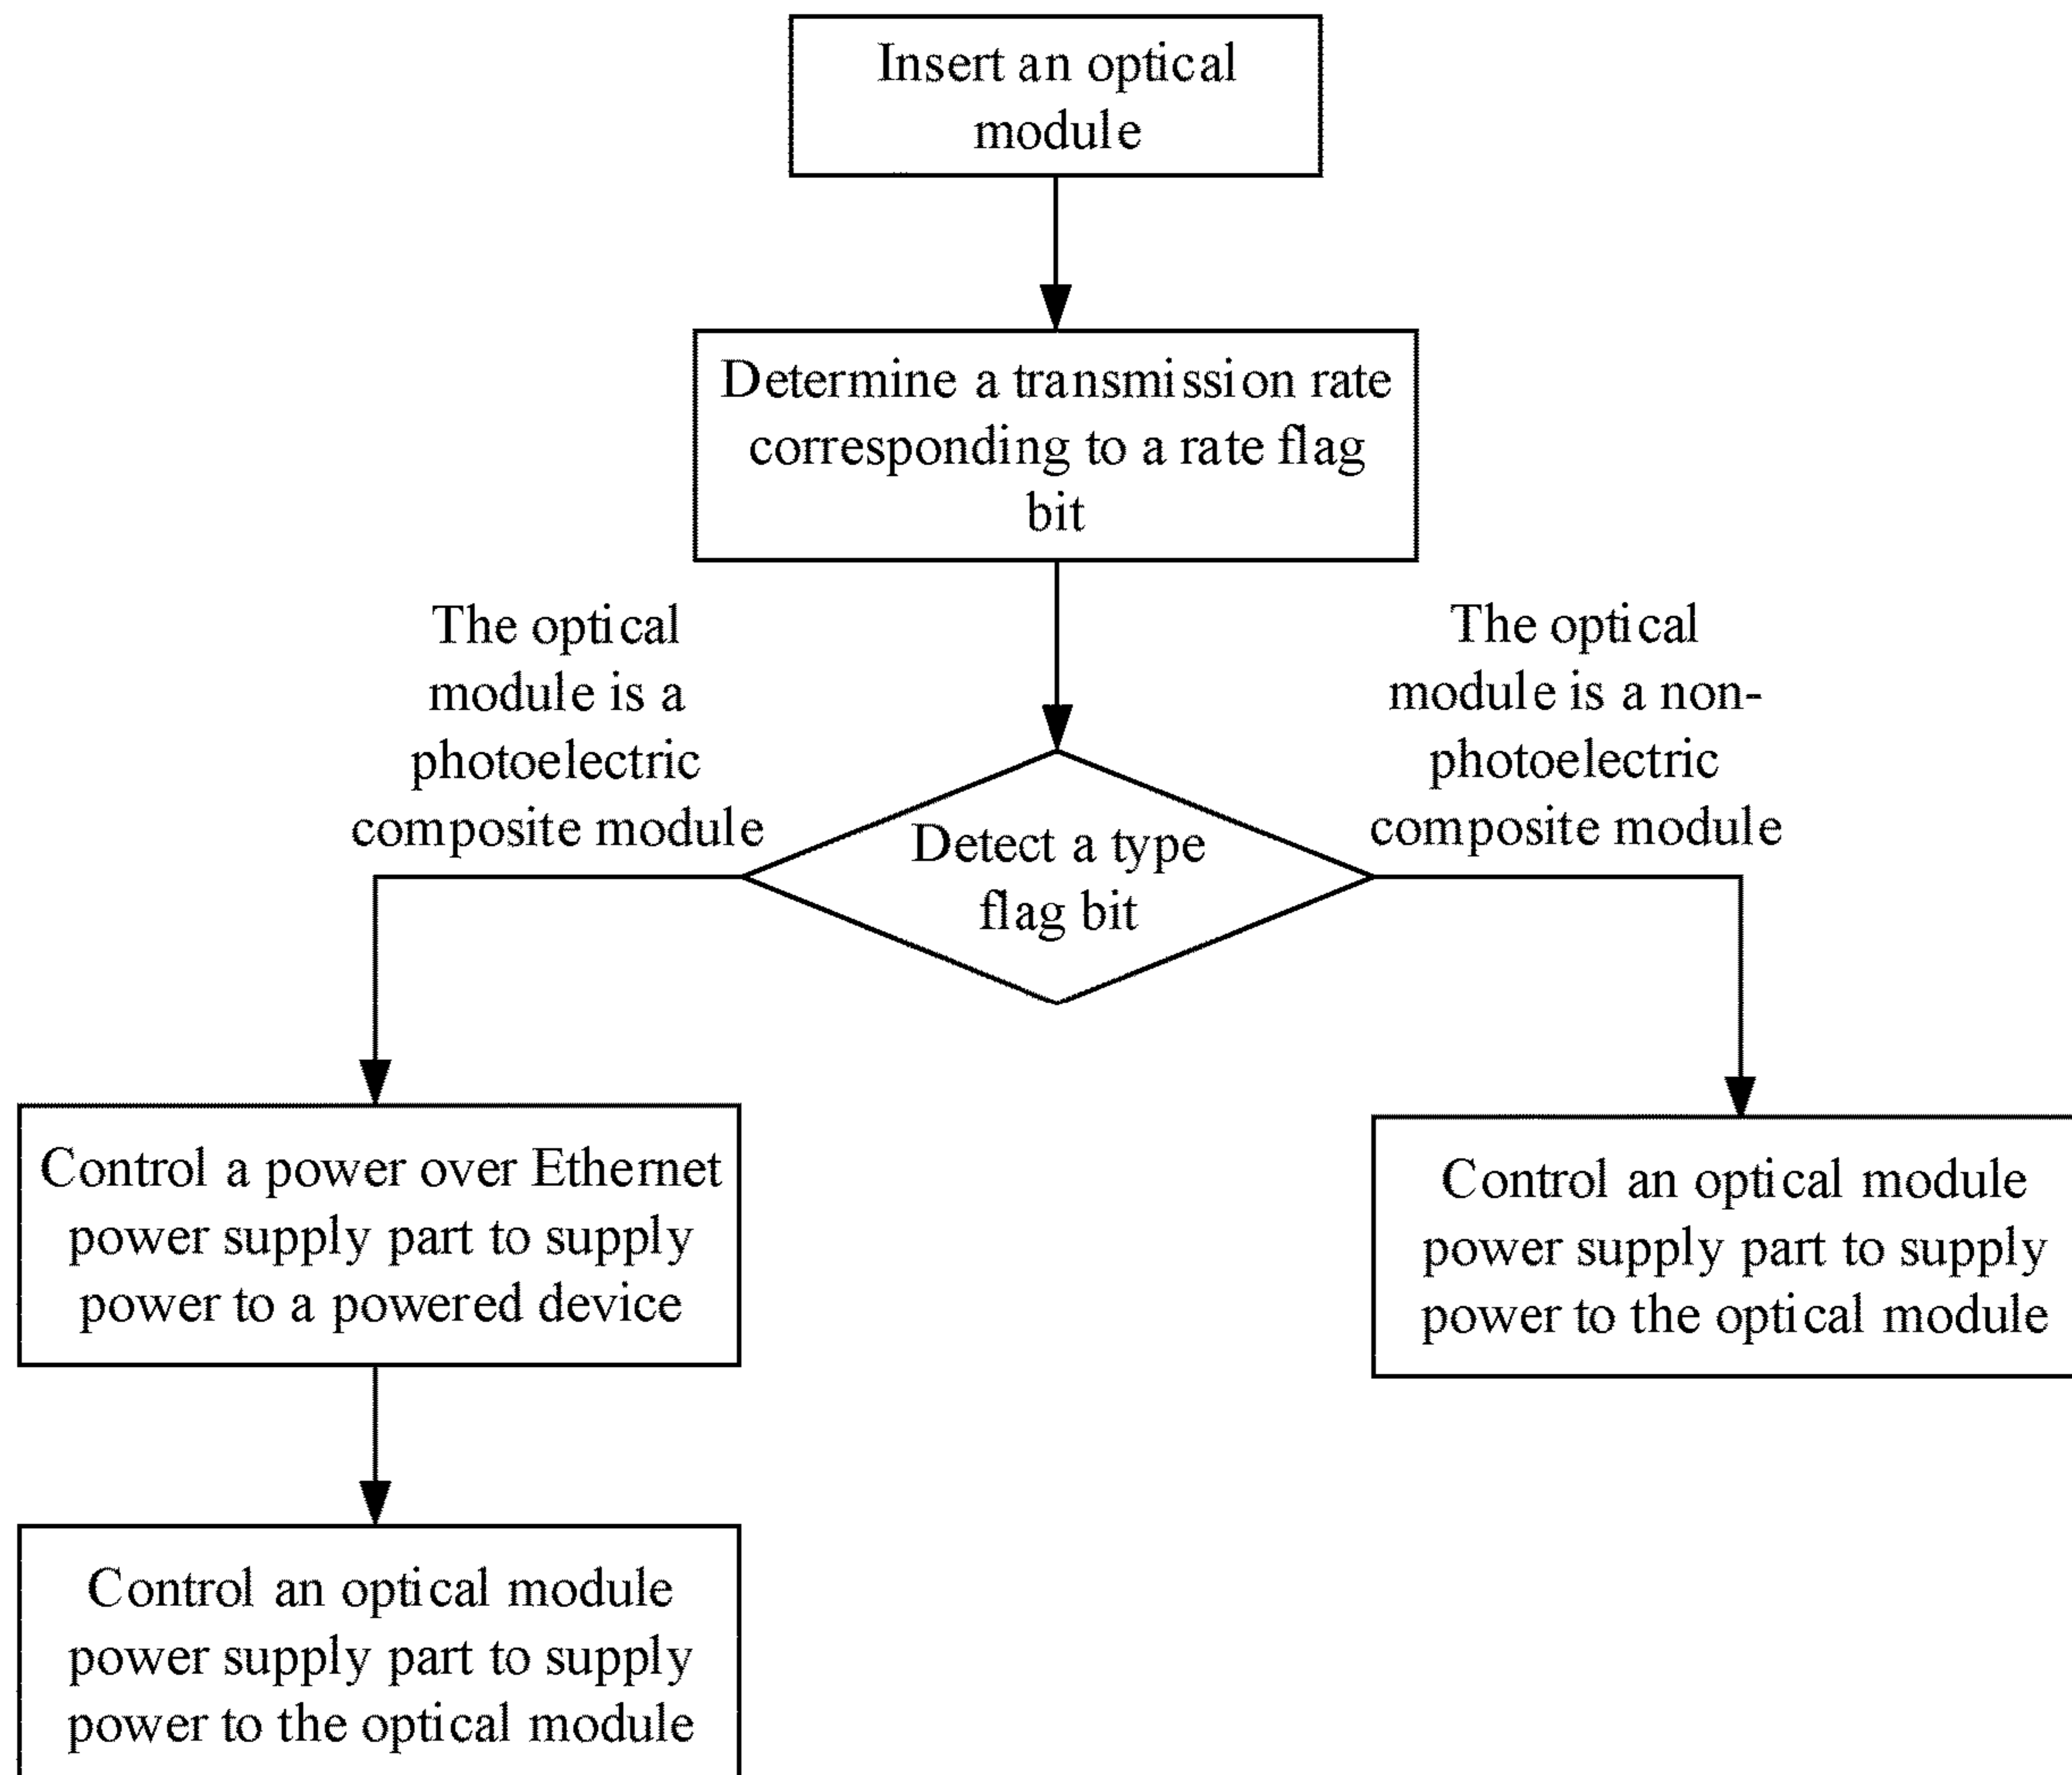 Insert an optical
module
Determine a transmission rate
corresponding to a rate flag
bit
The optical
module is a
photoelectric
composite module
The optical
module is a non-
photoelectric
composite module
Detect a type
flag bit
Control a power over Ethernet
power supply part to supply
power to a powered device
Control an optical module
power supply part to supply
power to the optical module
Control an optical module
power supply part to supply
power to the optical module